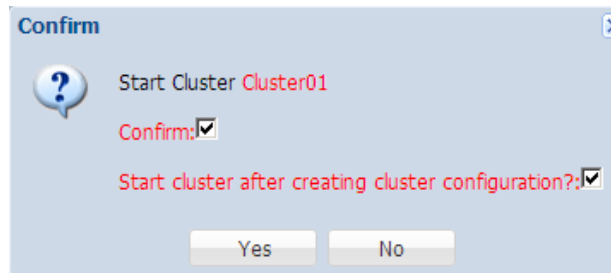 Confirm
Start Cluster Cluster01
Confirm:
Start cluster after creating cluster configuration?:
Yes No